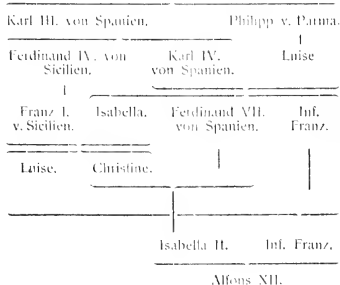 Karl III. von Spanien. Philipp v. Parma.
Ferdinand IV. von Karl IV. Luise
Sicilien. von Spanien.
Franz I. Isabella. Ferdinand VII. Inf.
v. Sicilien. von Spanien. Franz.
Luise. Christine.
Isabella II. Inf. Franz.
Alfons XII.